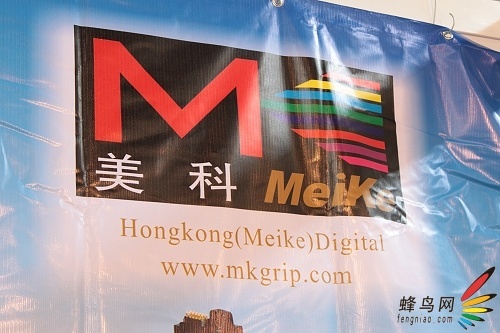 M
美科 MeiKe
Hongkong(Meike)Digital
www.mkgrip.com
蜂鸟网
fengniao.com